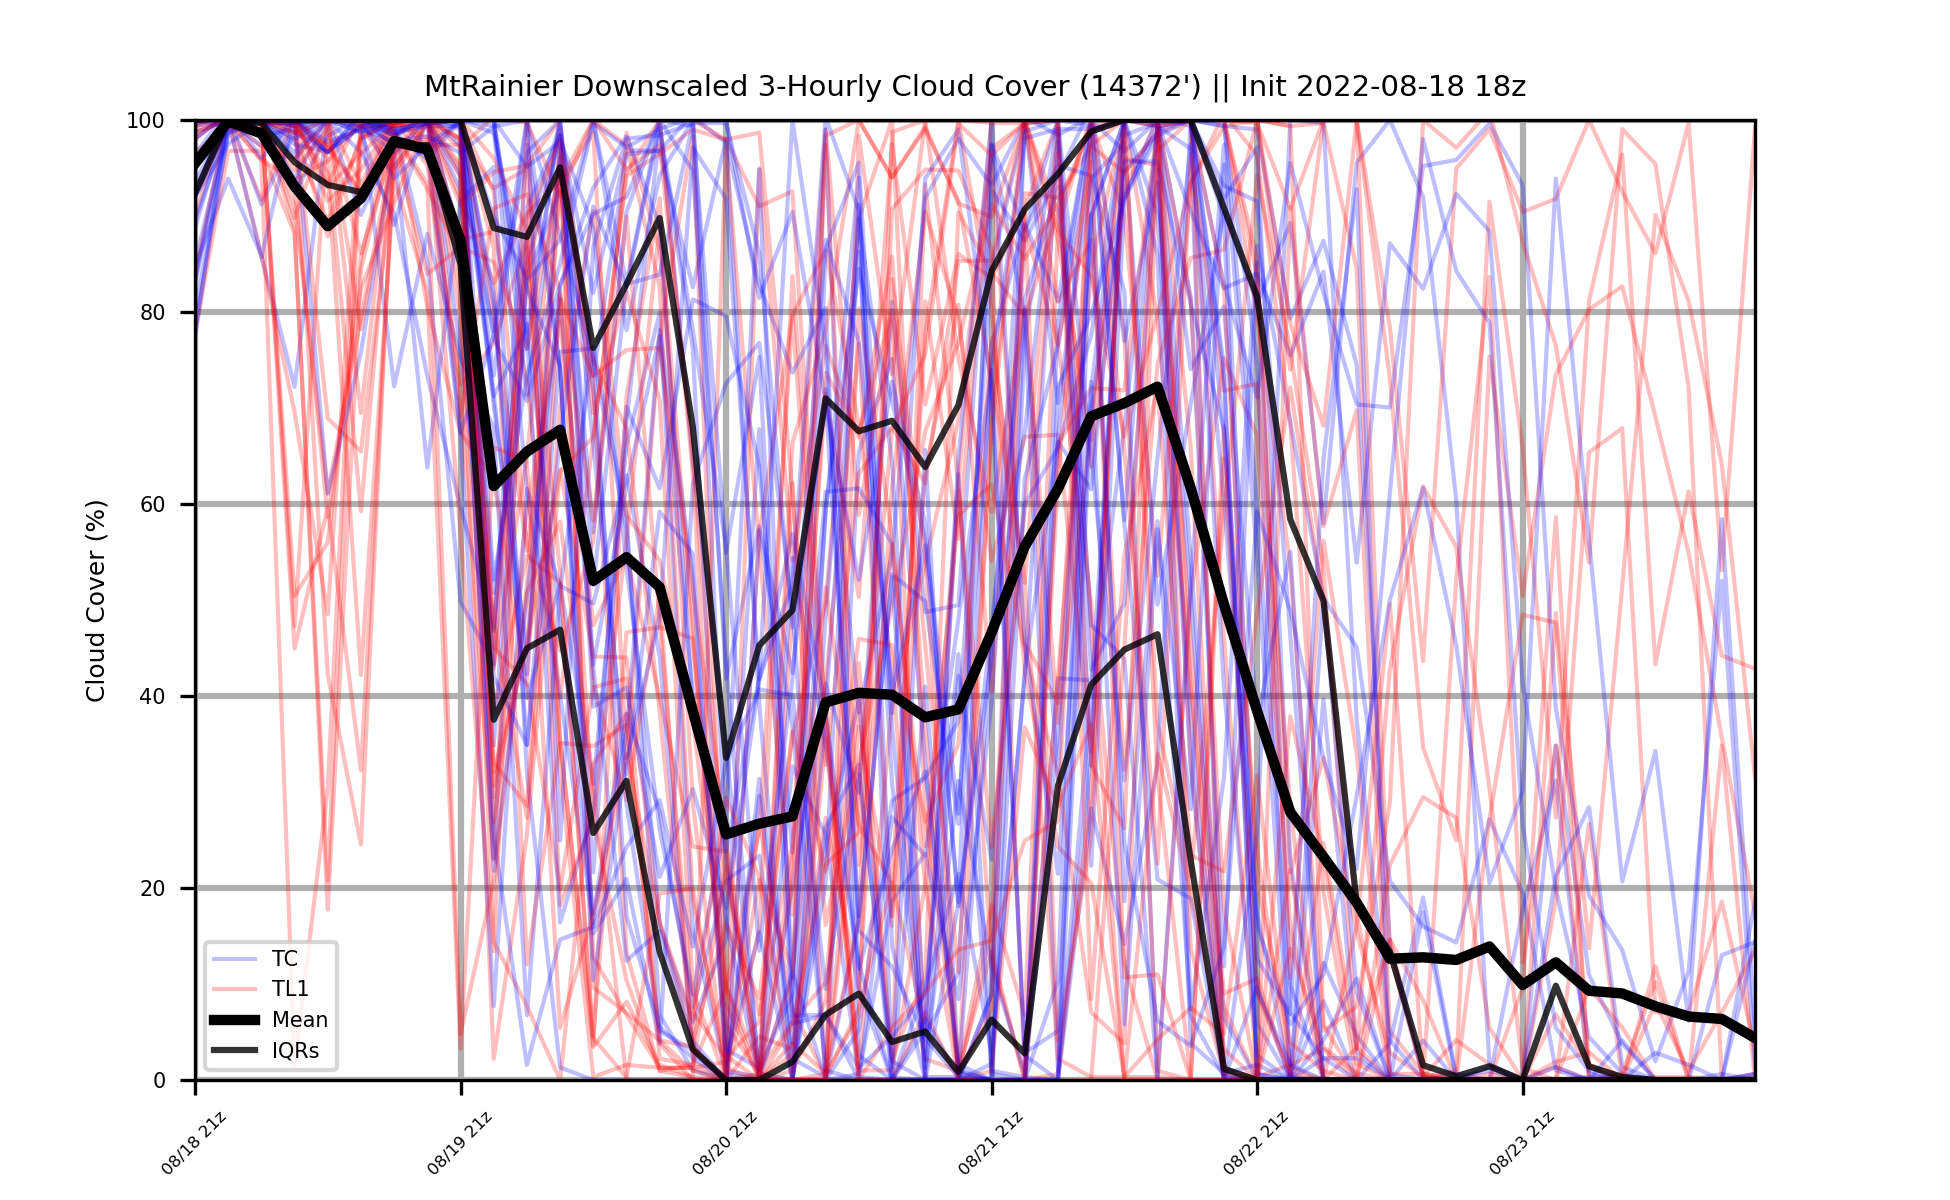 MtRainier Downscaled 3-Hourly Cloud Cover (14372') || Init 2022-08-18 18z
Cloud Cover (%)
100
80
60
40
20
0
TC
TL1
Mean
IQRs
08/18 21z
08/19 21z
08/20 21z
08/21 21z
08/22 21z
08/23 21z